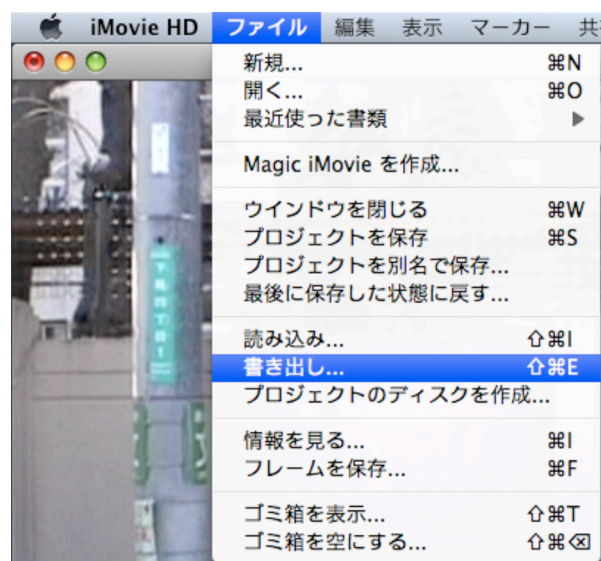 iMovie HD ファイル 編集 表示 マーカー 共
新規... ⌘N
開く... ⌘O
最近使った書類 ▶
Magic iMovie を作成...
ウインドウを閉じる ⌘W
プロジェクトを保存 ⌘S
プロジェクトを別名で保存...
最後に保存した状態に戻す...
読み込み... ⇧⌘I
書き出し... ⇧⌘E
プロジェクトのディスクを作成...
情報を見る... ⌘I
フレームを保存... ⌘F
ゴミ箱を表示... ⇧⌘T
ゴミ箱を空にする... ⇧⌘⌫